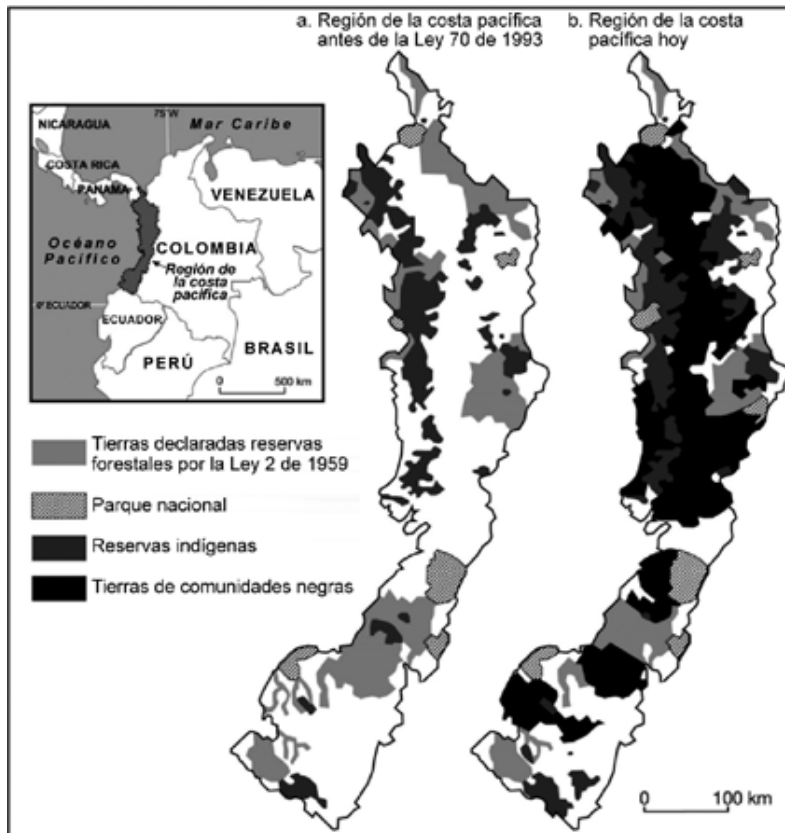 a. Región de la costa pacífica
antes de la Ley 70 de 1993
b. Región de la costa
pacífica hoy
75°W
NICARAGUA
Mar Caribe
COSTA RICA
PANAMÁ
VENEZUELA
Océano
Pacífico
COLOMBIA
Región de
la costa
pacífica
0° ECUADOR
ECUADOR
PERÚ
BRASIL
0 500 km
Tierras declaradas reservas
forestales por la Ley 2 de 1959
Parque nacional
Reservas indígenas
Tierras de comunidades negras
0 100 km